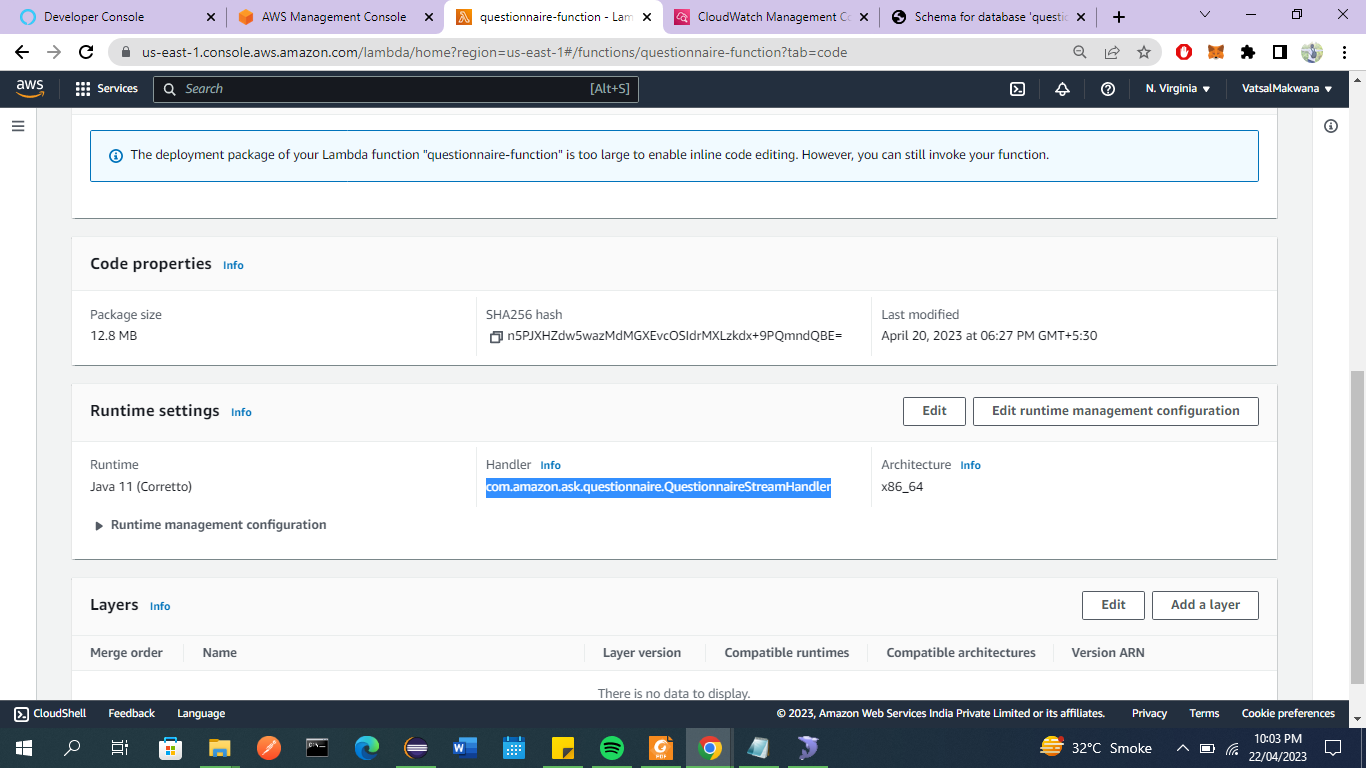 Developer Console
AWS Management Console
questionnaire-function - Lam
CloudWatch Management Co
Schema for database 'questio
us-east-1.console.aws.amazon.com/lambda/home?region=us-east-1#/functions/questionnaire-function?tab=code
aws
Services
Search
[Alt+S]
N. Virginia
VatsalMakwana
The deployment package of your Lambda function "questionnaire-function" is too large to enable inline code editing. However, you can still invoke your function.
Code properties Info
Package size
12.8 MB
SHA256 hash
n5PJXHZdw5wazMdMGXEvcOSIdrMXLzkdx+9PQmndQBE=
Last modified
April 20, 2023 at 06:27 PM GMT+5:30
Runtime settings Info
Edit
Edit runtime management configuration
Runtime
Java 11 (Corretto)
Handler Info
com.amazon.ask.questionnaire.QuestionnaireStreamHandler
Architecture Info
x86_64
Runtime management configuration
Layers Info
Edit
Add a layer
Merge order
Name
Layer version
Compatible runtimes
Compatible architectures
Version ARN
There is no data to display.
CloudShell
Feedback
Language
© 2023, Amazon Web Services India Private Limited or its affiliates.
Privacy
Terms
Cookie preferences
32°C Smoke
10:03 PM
22/04/2023